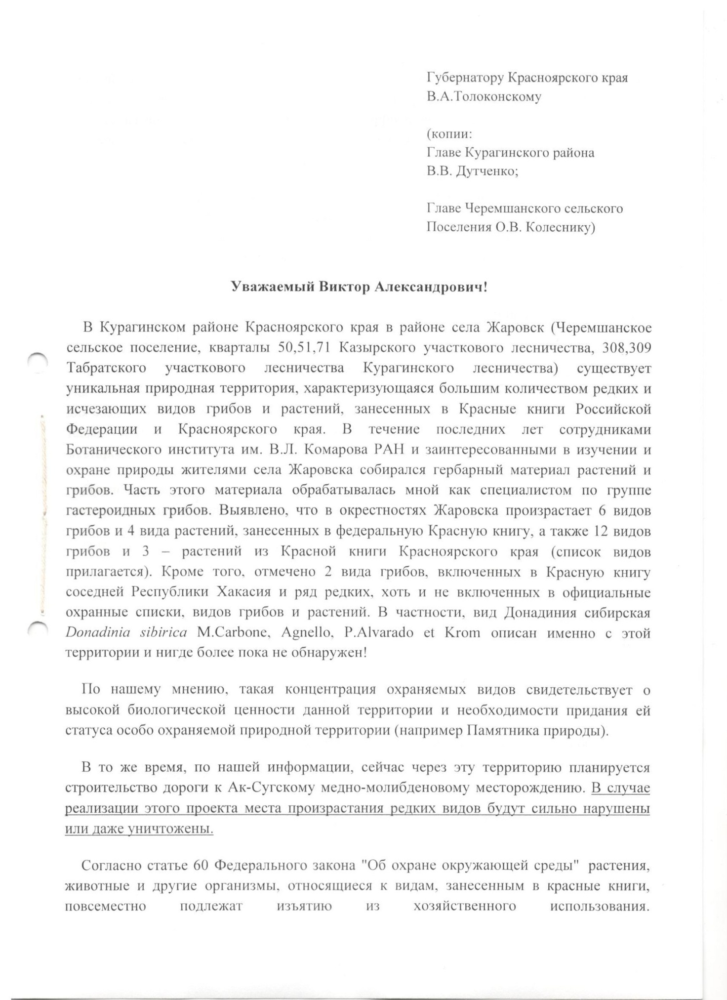 Губернатору Красноярского края
В.А.Толоконскому
(копии:
Главе Курагинского района
В.В. Дутченко;
Главе Черемшанского сельского
Поселения О.В. Колеснику)
Уважаемый Виктор Александрович!
В Курагинском районе Красноярского края в районе села Жаровск (Черемшанское
сельское поселение, кварталы 50,51,71 Казырского участкового лесничества, 308,309
Табратского участкового лесничества Курагинского лесничества) существует
уникальная природная территория, характеризующаяся большим количеством редких и
исчезающих видов грибов и растений, занесенных в Красные книги Российской
Федерации и Красноярского края. В течение последних лет сотрудниками
Ботанического института им. В.Л. Комарова РАН и заинтересованными в изучении и
охране природы жителями села Жаровска собирался гербарный материал растений и
грибов. Часть этого материала обрабатывалась мной как специалистом по группе
гастероидных грибов. Выявлено, что в окрестностях Жаровска произрастает 6 видов
грибов и 4 вида растений, занесенных в федеральную Красную книгу, а также 12 видов
грибов и 3 – растений из Красной книги Красноярского края (список видов
прилагается). Кроме того, отмечено 2 вида грибов, включенных в Красную книгу
соседней Республики Хакасия и ряд редких, хоть и не включенных в официальные
охранные списки, видов грибов и растений. В частности, вид Донадиния сибирская
Donadinia sibirica M.Carbone, Agnello, P.Alvarado et Krom описан именно с этой
территории и нигде более пока не обнаружен!
По нашему мнению, такая концентрация охраняемых видов свидетельствует о
высокой биологической ценности данной территории и необходимости придания ей
статуса особо охраняемой природной территории (например Памятника природы).
В то же время, по нашей информации, сейчас через эту территорию планируется
строительство дороги к Ак-Сугскому медно-молибденовому месторождению. В случае
реализации этого проекта места произрастания редких видов будут сильно нарушены
или даже уничтожены.
Согласно статье 60 Федерального закона "Об охране окружающей среды" растения,
животные и другие организмы, относящиеся к видам, занесенным в красные книги,
повсеместно подлежат изъятию из хозяйственного использования.